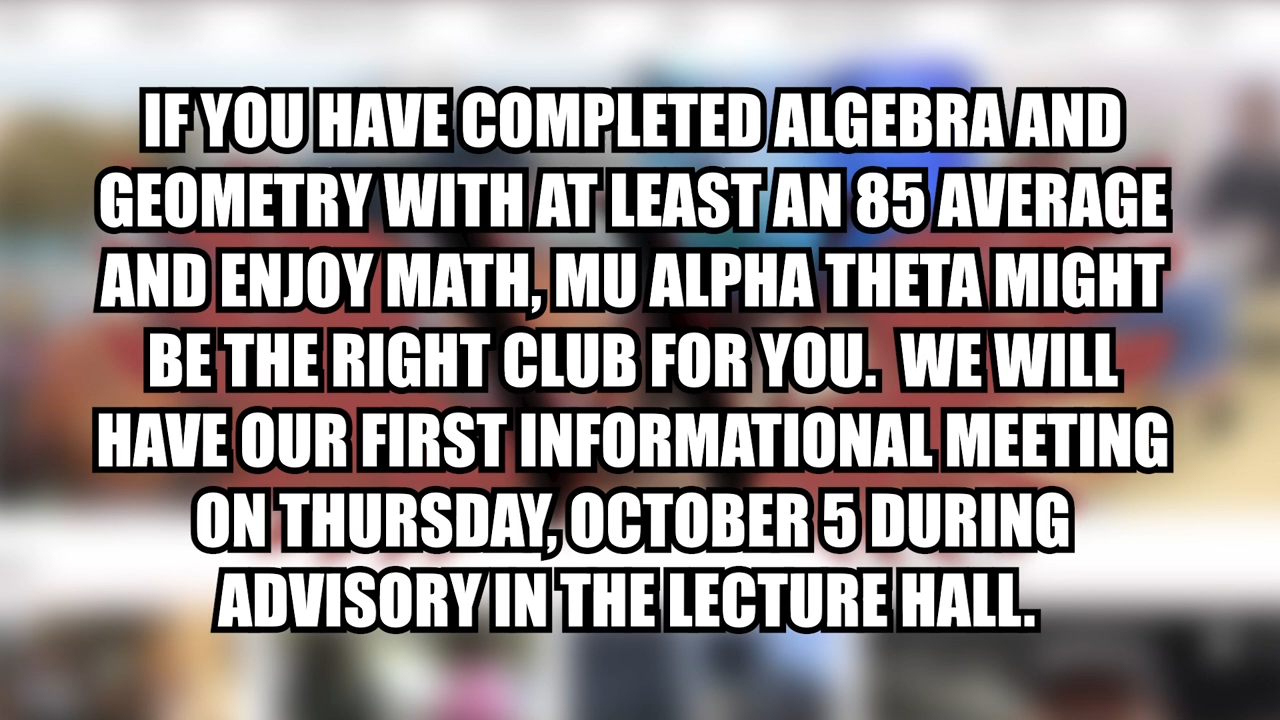 IF YOU HAVE COMPLETED ALGEBRA AND
GEOMETRY WITH AT LEAST AN 85 AVERAGE
AND ENJOY MATH, MU ALPHA THETA MIGHT
BE THE RIGHT CLUB FOR YOU.  WE WILL
HAVE OUR FIRST INFORMATIONAL MEETING
ON THURSDAY, OCTOBER 5 DURING
ADVISORY IN THE LECTURE HALL.